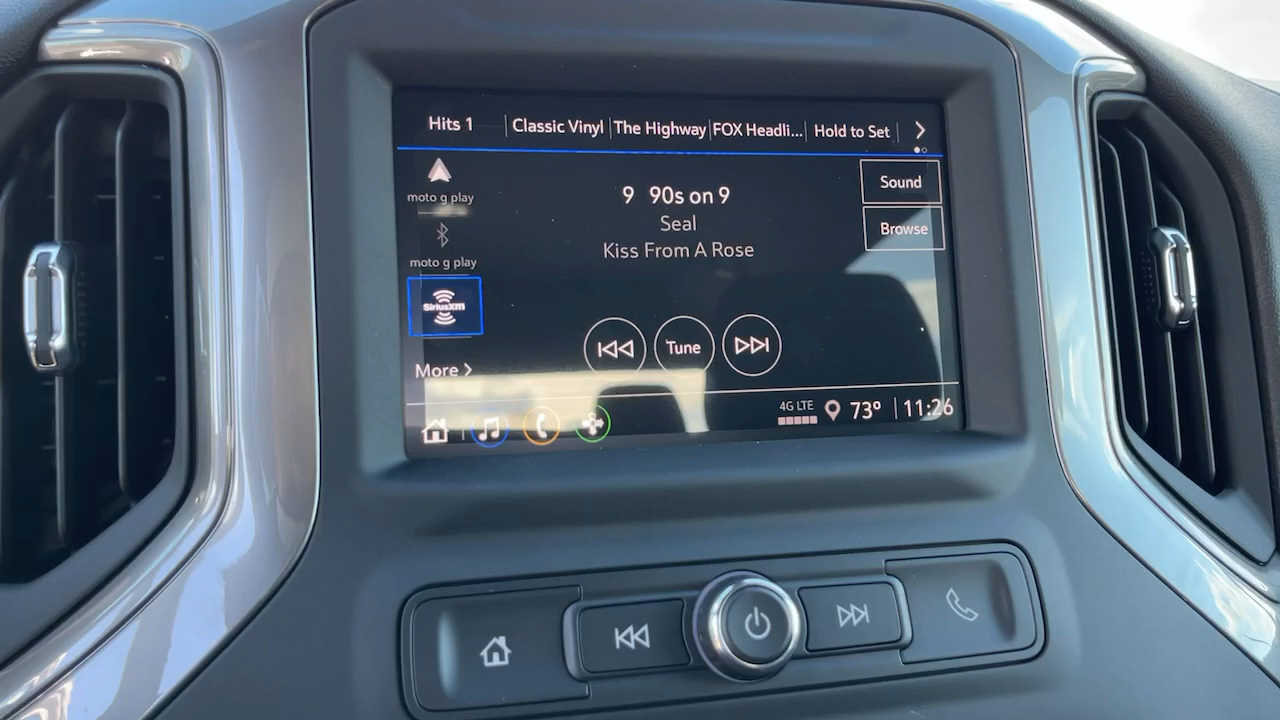 Hits 1 Classic Vinyl The Highway FOX Headli... Hold to Set
moto g play
9 90s on 9
Sound
Seal
Browse
Kiss From A Rose
moto g play
SiriusXM
Tune
More
4G LTE 73° 11:26